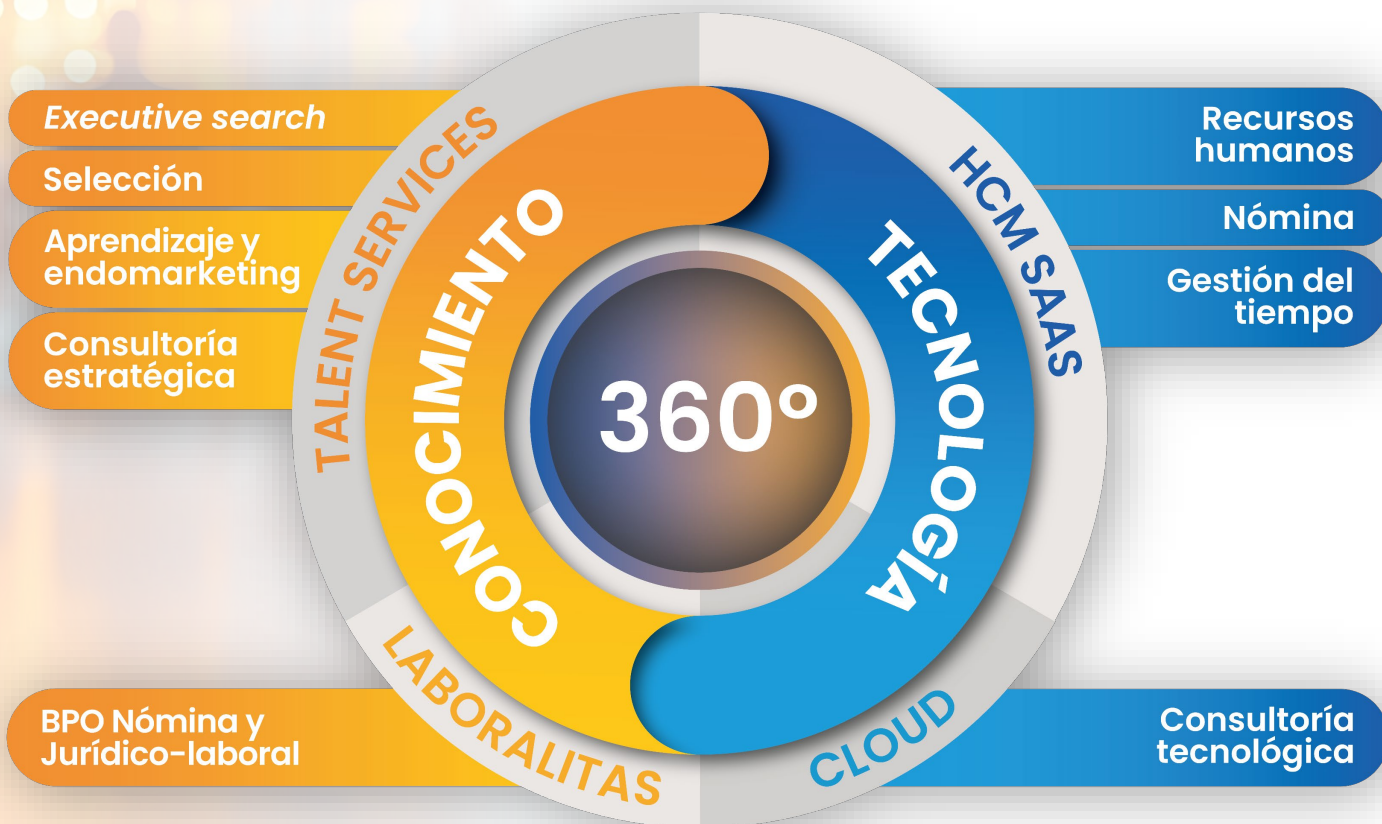 Executive search
Selección
Aprendizaje y
endomarketing
Consultoría
estratégica
BPO Nómina y
Jurídico-laboral
TALENT SERVICES
LABORALITAS
CONOCIMIENTO
360º
TECNOLOGÍA
HCM SAAS
CLOUD
Recursos
humanos
Nómina
Gestión del
tiempo
Consultoría
tecnológica